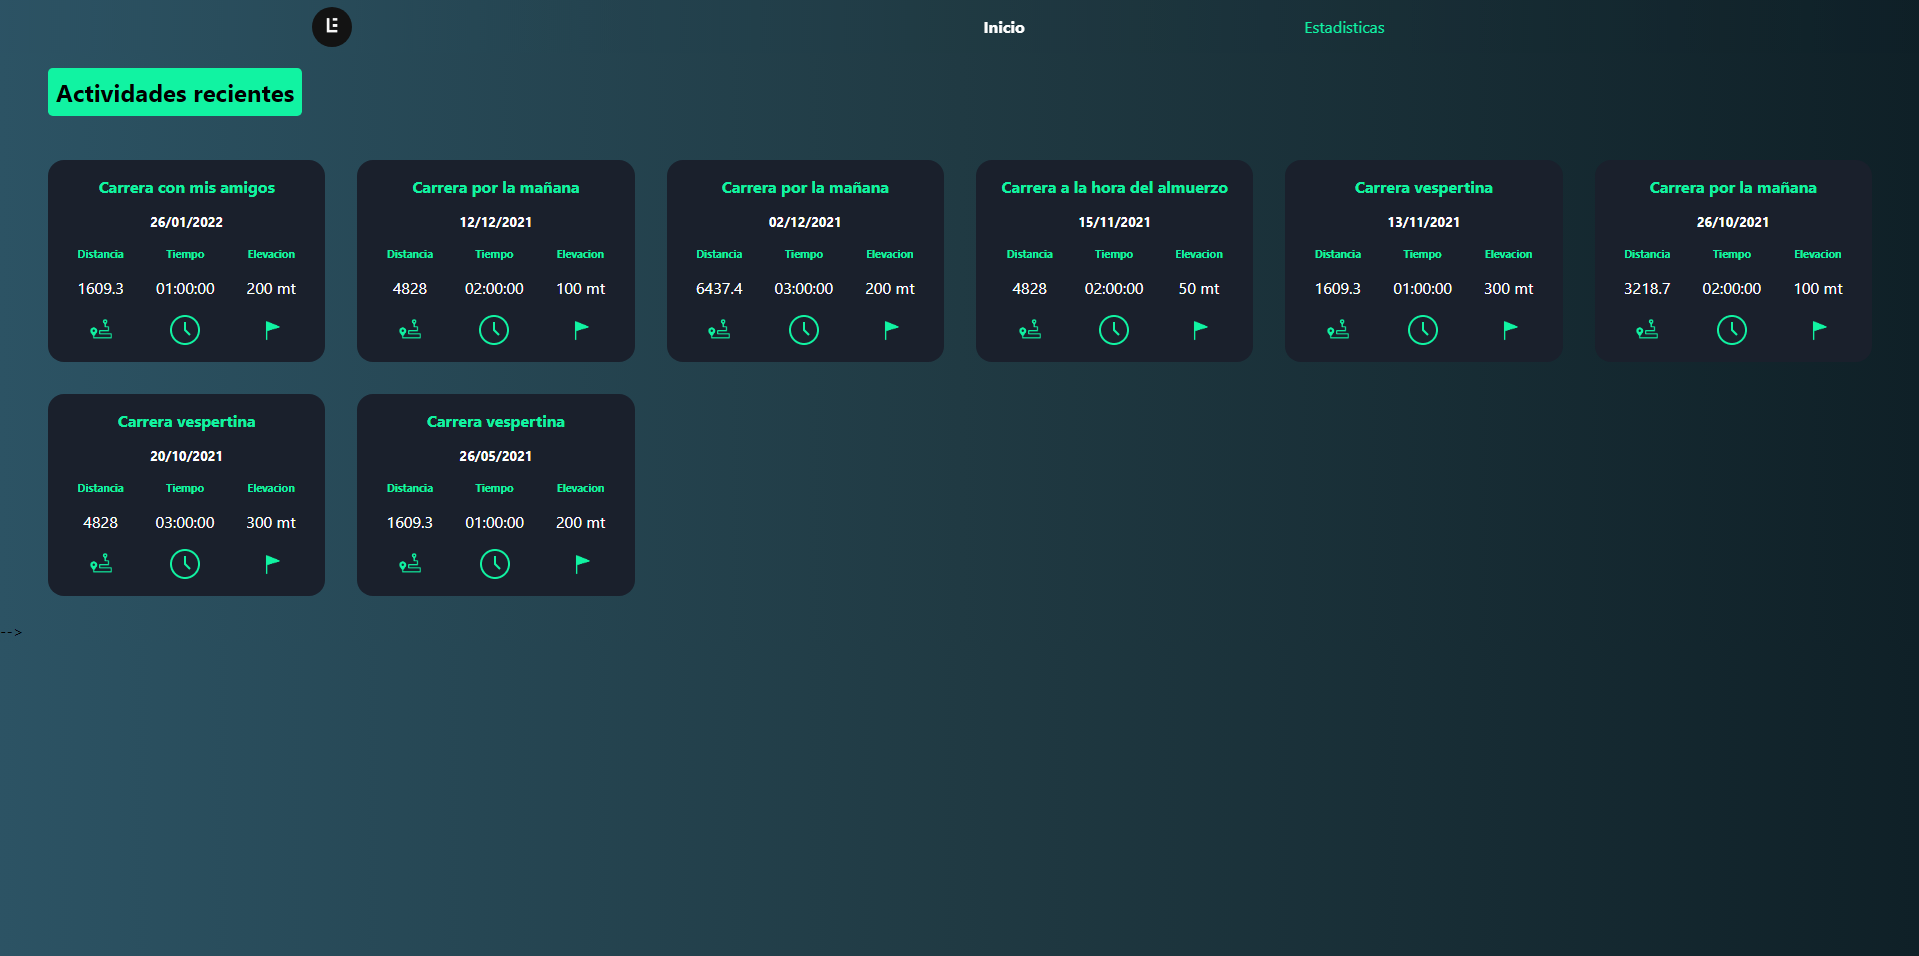 LE
Inicio
Estadisticas
Actividades recientes
Carrera con mis amigos
26/01/2022
Distancia Tiempo Elevacion
1609.3 01:00:00 200 mt
Carrera por la mañana
12/12/2021
Distancia Tiempo Elevacion
4828 02:00:00 100 mt
Carrera por la mañana
02/12/2021
Distancia Tiempo Elevacion
6437.4 03:00:00 200 mt
Carrera a la hora del almuerzo
15/11/2021
Distancia Tiempo Elevacion
4828 02:00:00 50 mt
Carrera vespertina
13/11/2021
Distancia Tiempo Elevacion
1609.3 01:00:00 300 mt
Carrera por la mañana
26/10/2021
Distancia Tiempo Elevacion
3218.7 02:00:00 100 mt
Carrera vespertina
20/10/2021
Distancia Tiempo Elevacion
4828 03:00:00 300 mt
Carrera vespertina
26/05/2021
Distancia Tiempo Elevacion
1609.3 01:00:00 200 mt
-->